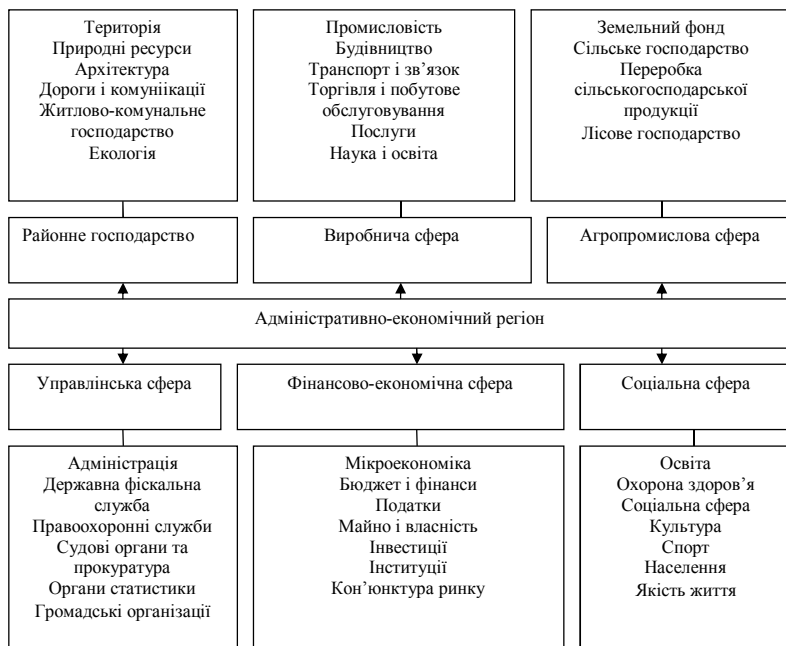 Територія
Природні ресурси
Архітектура
Дороги і комуніікації
Житлово-комунальне
господарство
Екологія
Промисловість
Будівництво
Транспорт і зв’язок
Торгівля і побутове
обслуговування
Послуги
Наука і освіта
Земельний фонд
Сільське господарство
Переробка
сільськогосподарської
продукції
Лісове господарство
Районне господарство
Виробнича сфера
Агропромислова сфера
Адміністративно-економічний регіон
Управлінська сфера
Фінансово-економічна сфера
Соціальна сфера
Адміністрація
Державна фіскальна
служба
Правоохоронні служби
Судові органи та
прокуратура
Органи статистики
Громадські організації
Мікроекономіка
Бюджет і фінанси
Податки
Майно і власність
Інвестиції
Інституції
Кон’юнктура ринку
Освіта
Охорона здоров’я
Соціальна сфера
Культура
Спорт
Населення
Якість життя